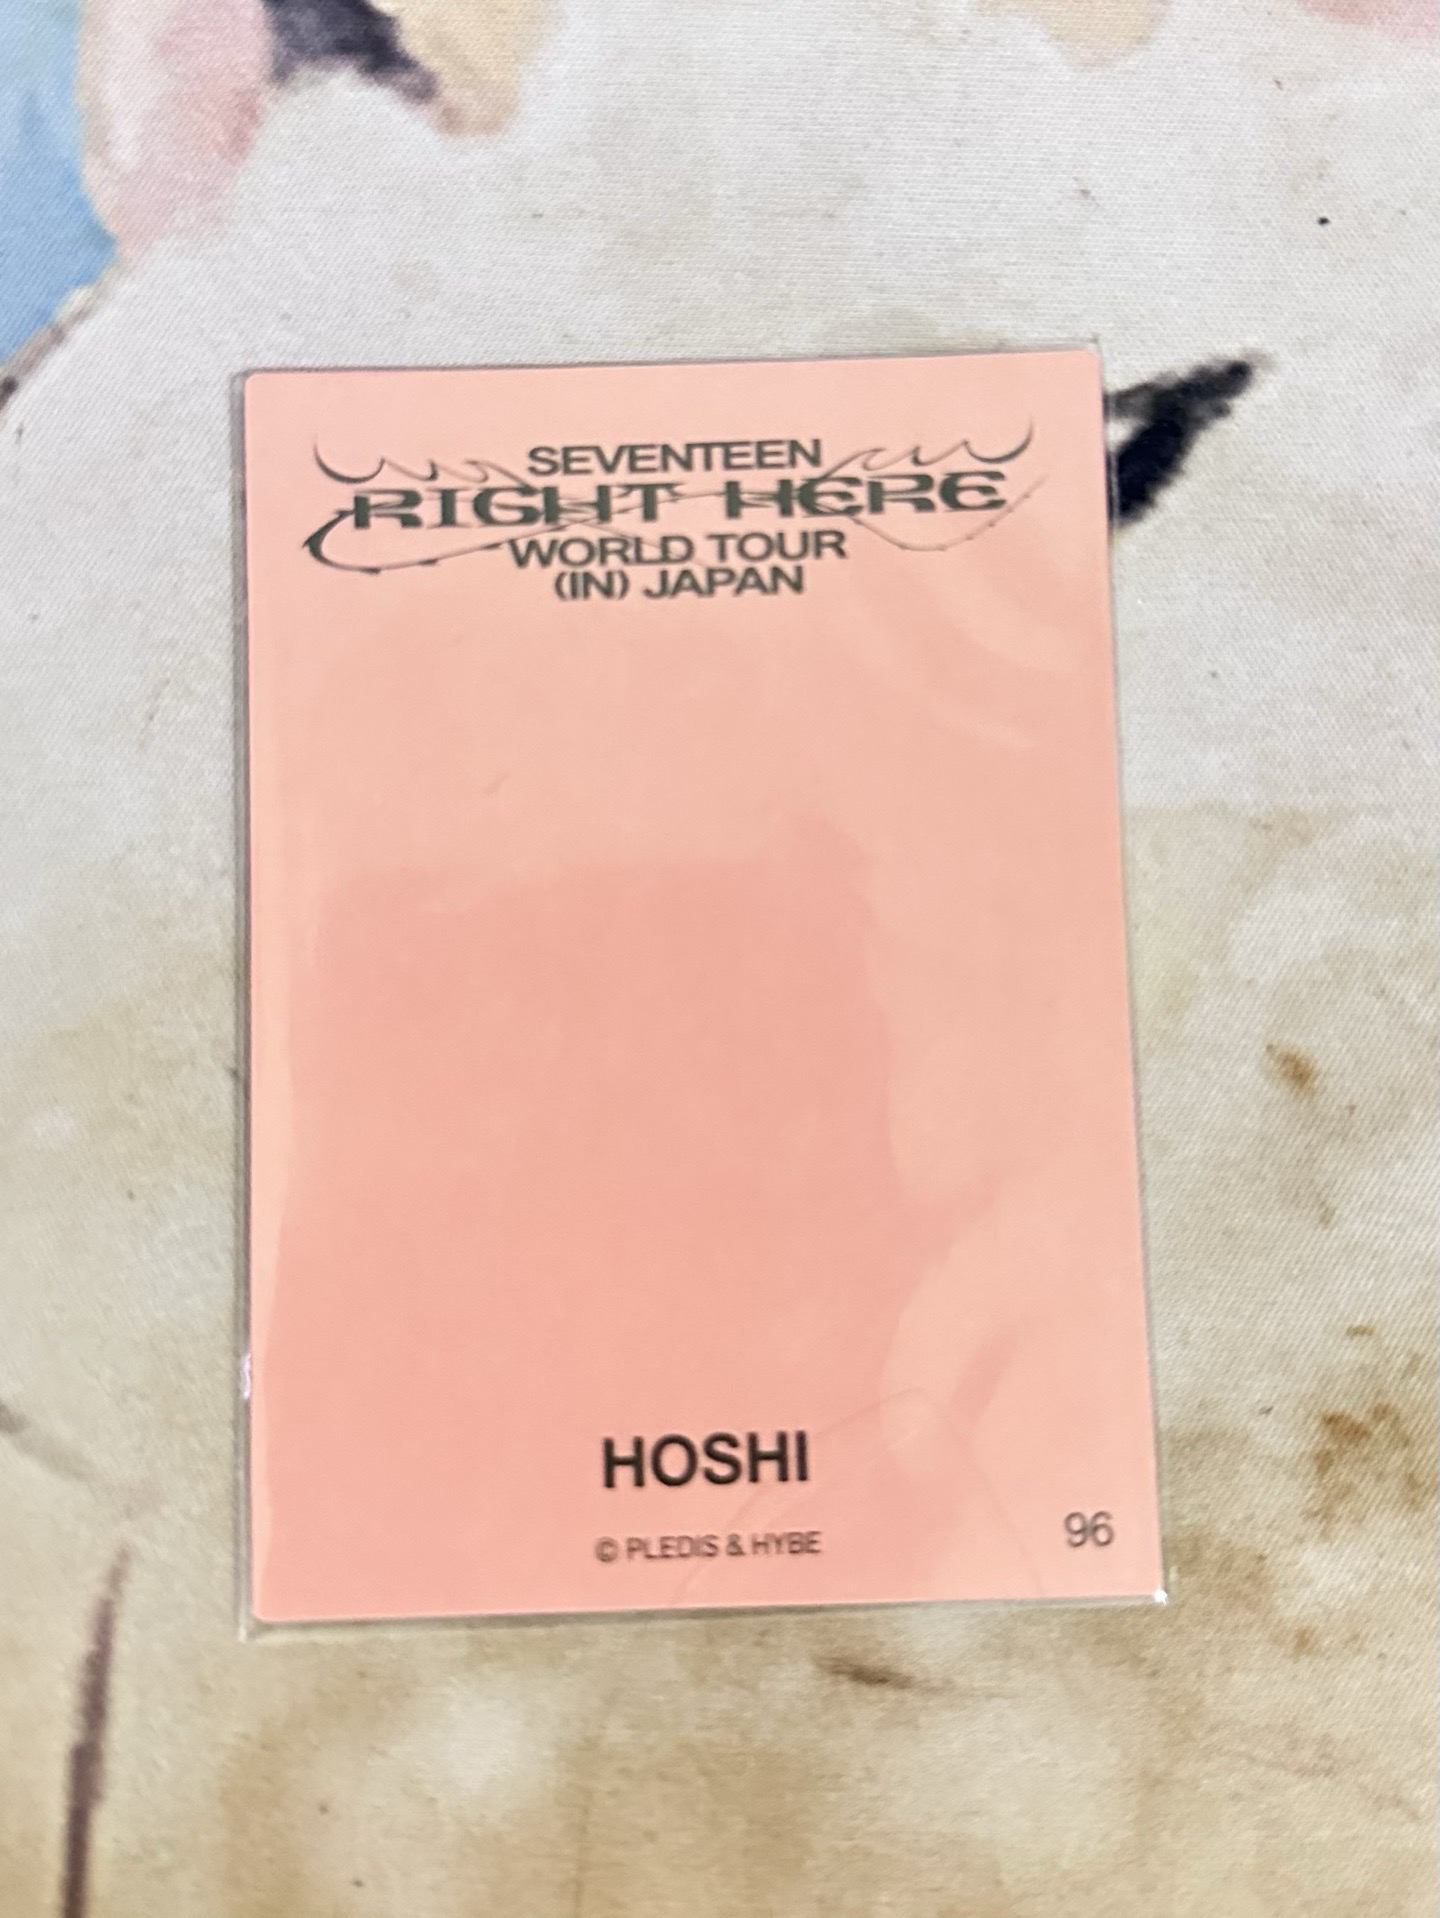 SEVENTEEN
RIGHT HERE
WORLD TOUR
(IN) JAPAN
HOSHI
© PLEDIS & HYBE
96